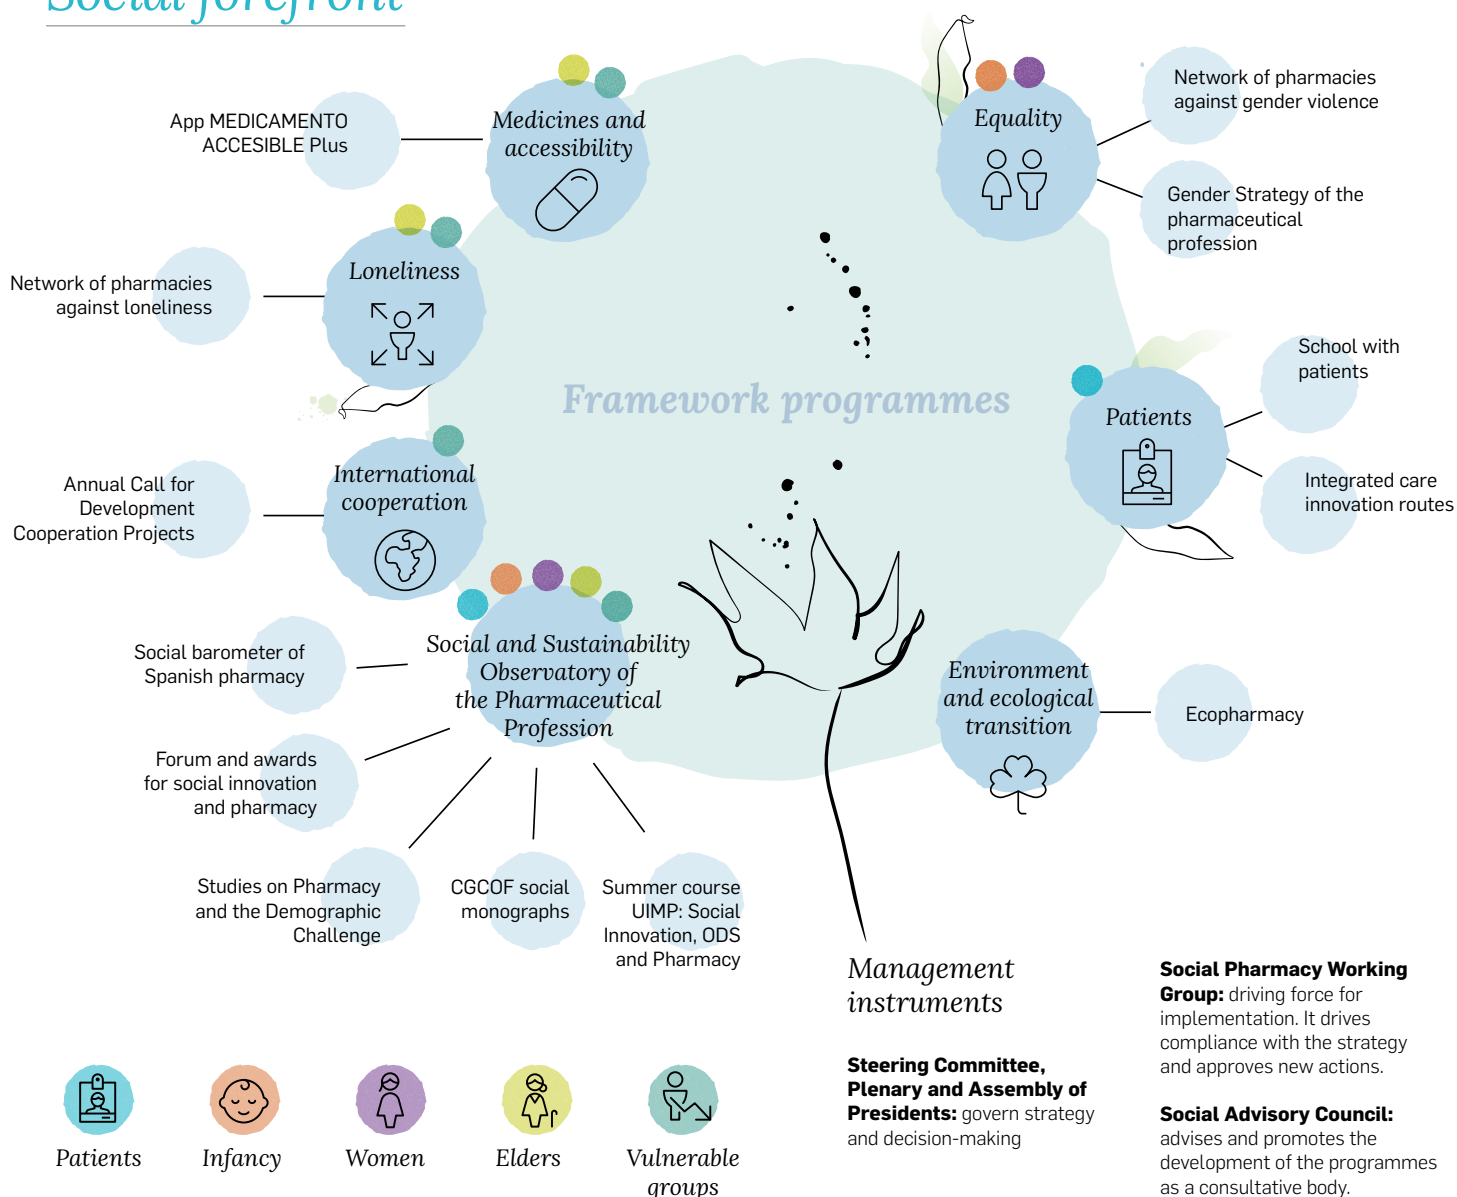 Social forefront
Medicines and
accessibility
App MEDICAMENTO
ACCESIBLE Plus
Equality
Network of pharmacies
against gender violence
Gender Strategy of the
pharmaceutical
profession
Loneliness
Network of pharmacies
against loneliness
Framework programmes
Patients
School with
patients
Integrated care
innovation routes
International
cooperation
Annual Call for
Development
Cooperation Projects
Social and Sustainability
Observatory of
the Pharmaceutical
Profession
Social barometer of
Spanish pharmacy
Forum and awards
for social innovation
and pharmacy
Studies on Pharmacy
and the Demographic
Challenge
CGCOF social
monographs
Summer course
UIMP: Social
Innovation, ODS
and Pharmacy
Environment
and ecological
transition
Ecopharmacy
Management
instruments
Steering Committee,
Plenary and Assembly of
Presidents: govern strategy
and decision-making
Social Pharmacy Working
Group: driving force for
implementation. It drives
compliance with the strategy
and approves new actions.
Social Advisory Council:
advises and promotes the
development of the programmes
as a consultative body.
Patients
Infancy
Women
Elders
Vulnerable
groups